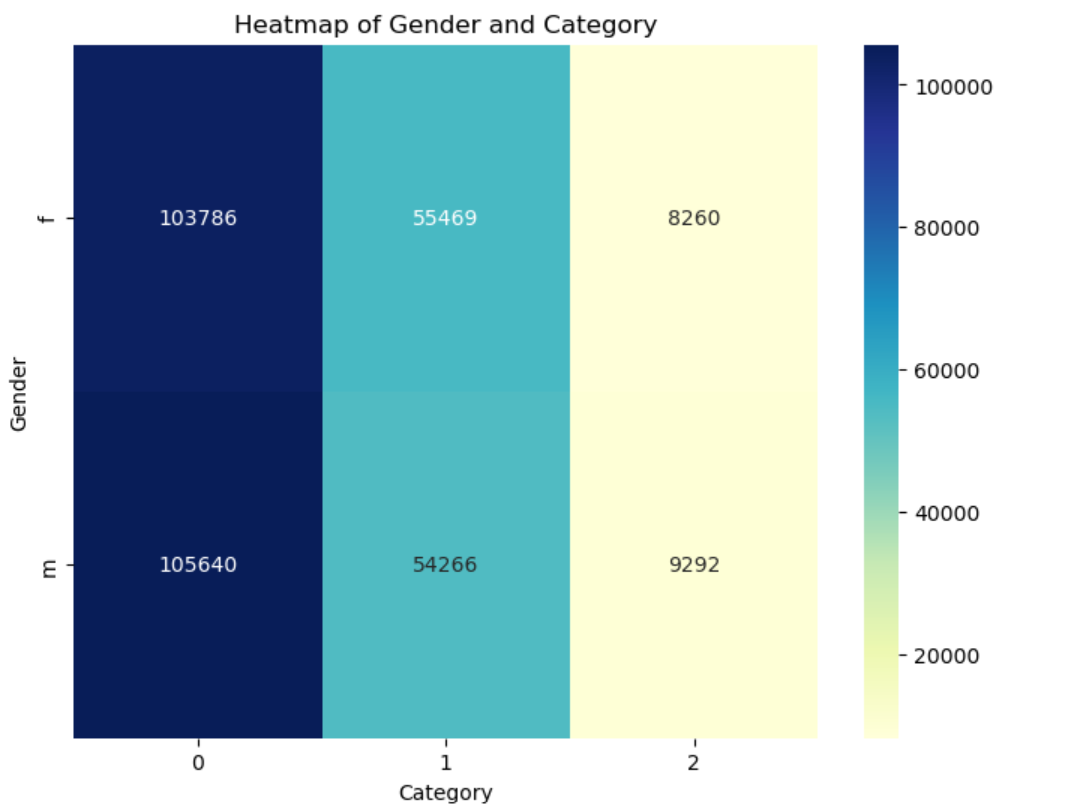 Heatmap of Gender and Category
100000
80000
60000
40000
20000
f
103786 55469 8260
Gender
m
105640 54266 9292
0 1 2
Category